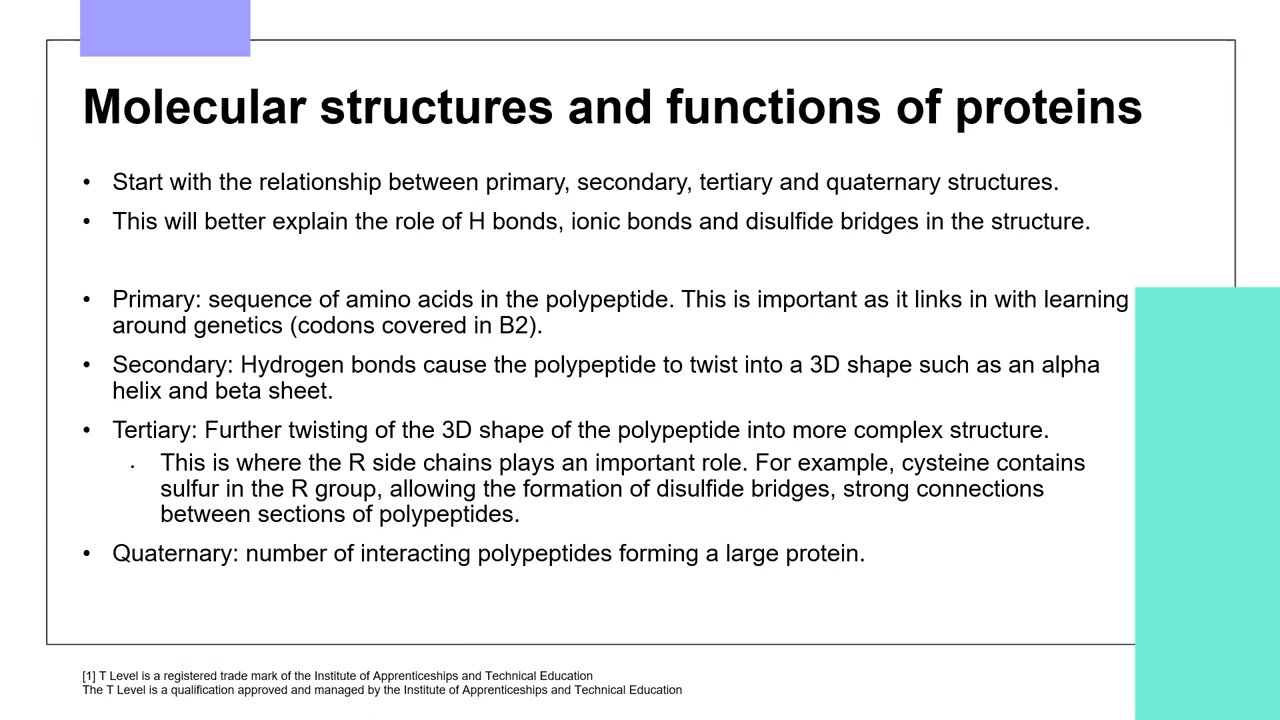 Molecular structures and functions of proteins
• Start with the relationship between primary, secondary, tertiary and quaternary structures.
• This will better explain the role of H bonds, ionic bonds and disulfide bridges in the structure.
• Primary: sequence of amino acids in the polypeptide. This is important as it links in with learning
around genetics (codons covered in B2).
• Secondary: Hydrogen bonds cause the polypeptide to twist into a 3D shape such as an alpha
helix and beta sheet.
• Tertiary: Further twisting of the 3D shape of the polypeptide into more complex structure.
• This is where the R side chains plays an important role. For example, cysteine contains
sulfur in the R group, allowing the formation of disulfide bridges, strong connections
between sections of polypeptides.
• Quaternary: number of interacting polypeptides forming a large protein.
[1] T Level is a registered trade mark of the Institute of Apprenticeships and Technical Education
The T Level is a qualification approved and managed by the Institute of Apprenticeships and Technical Education